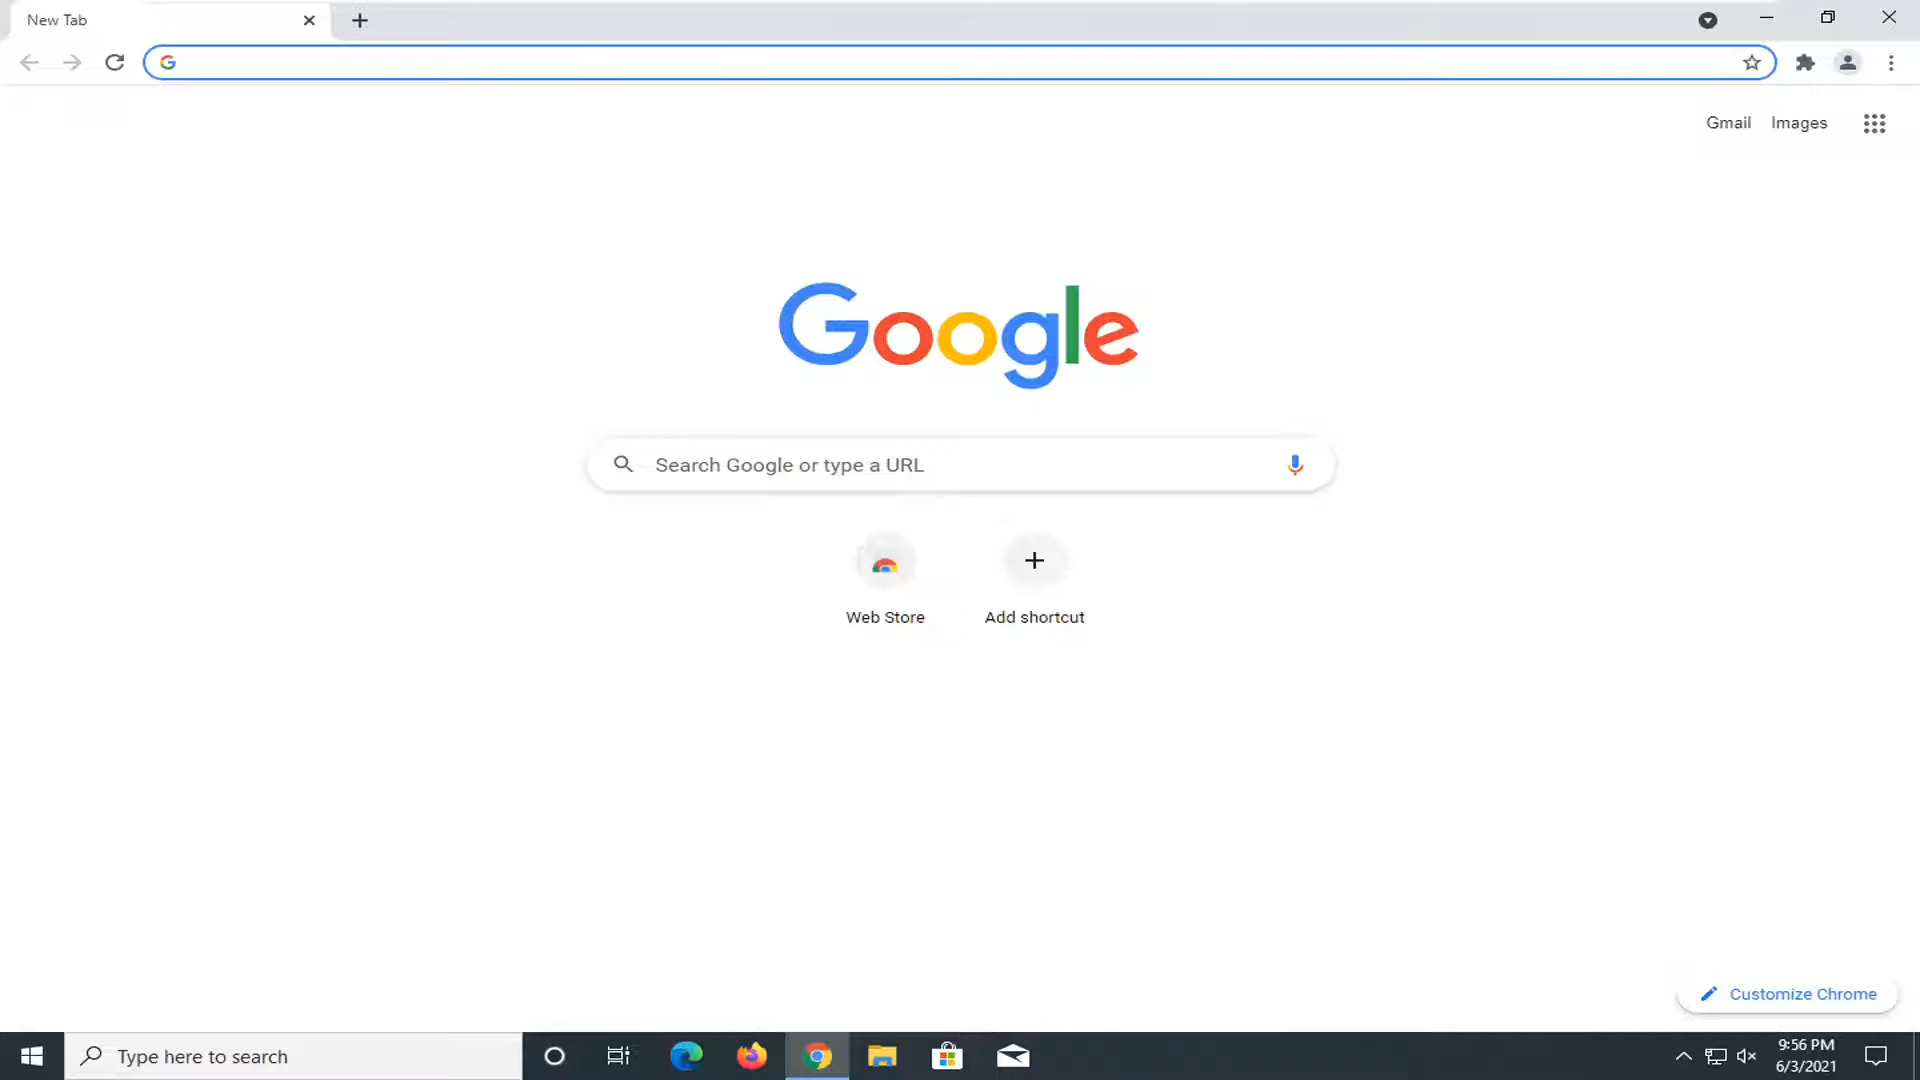 New Tab
Gmail Images
Google
Search Google or type a URL
Web Store Add shortcut
Customize Chrome
Type here to search
9:56 PM
6/3/2021